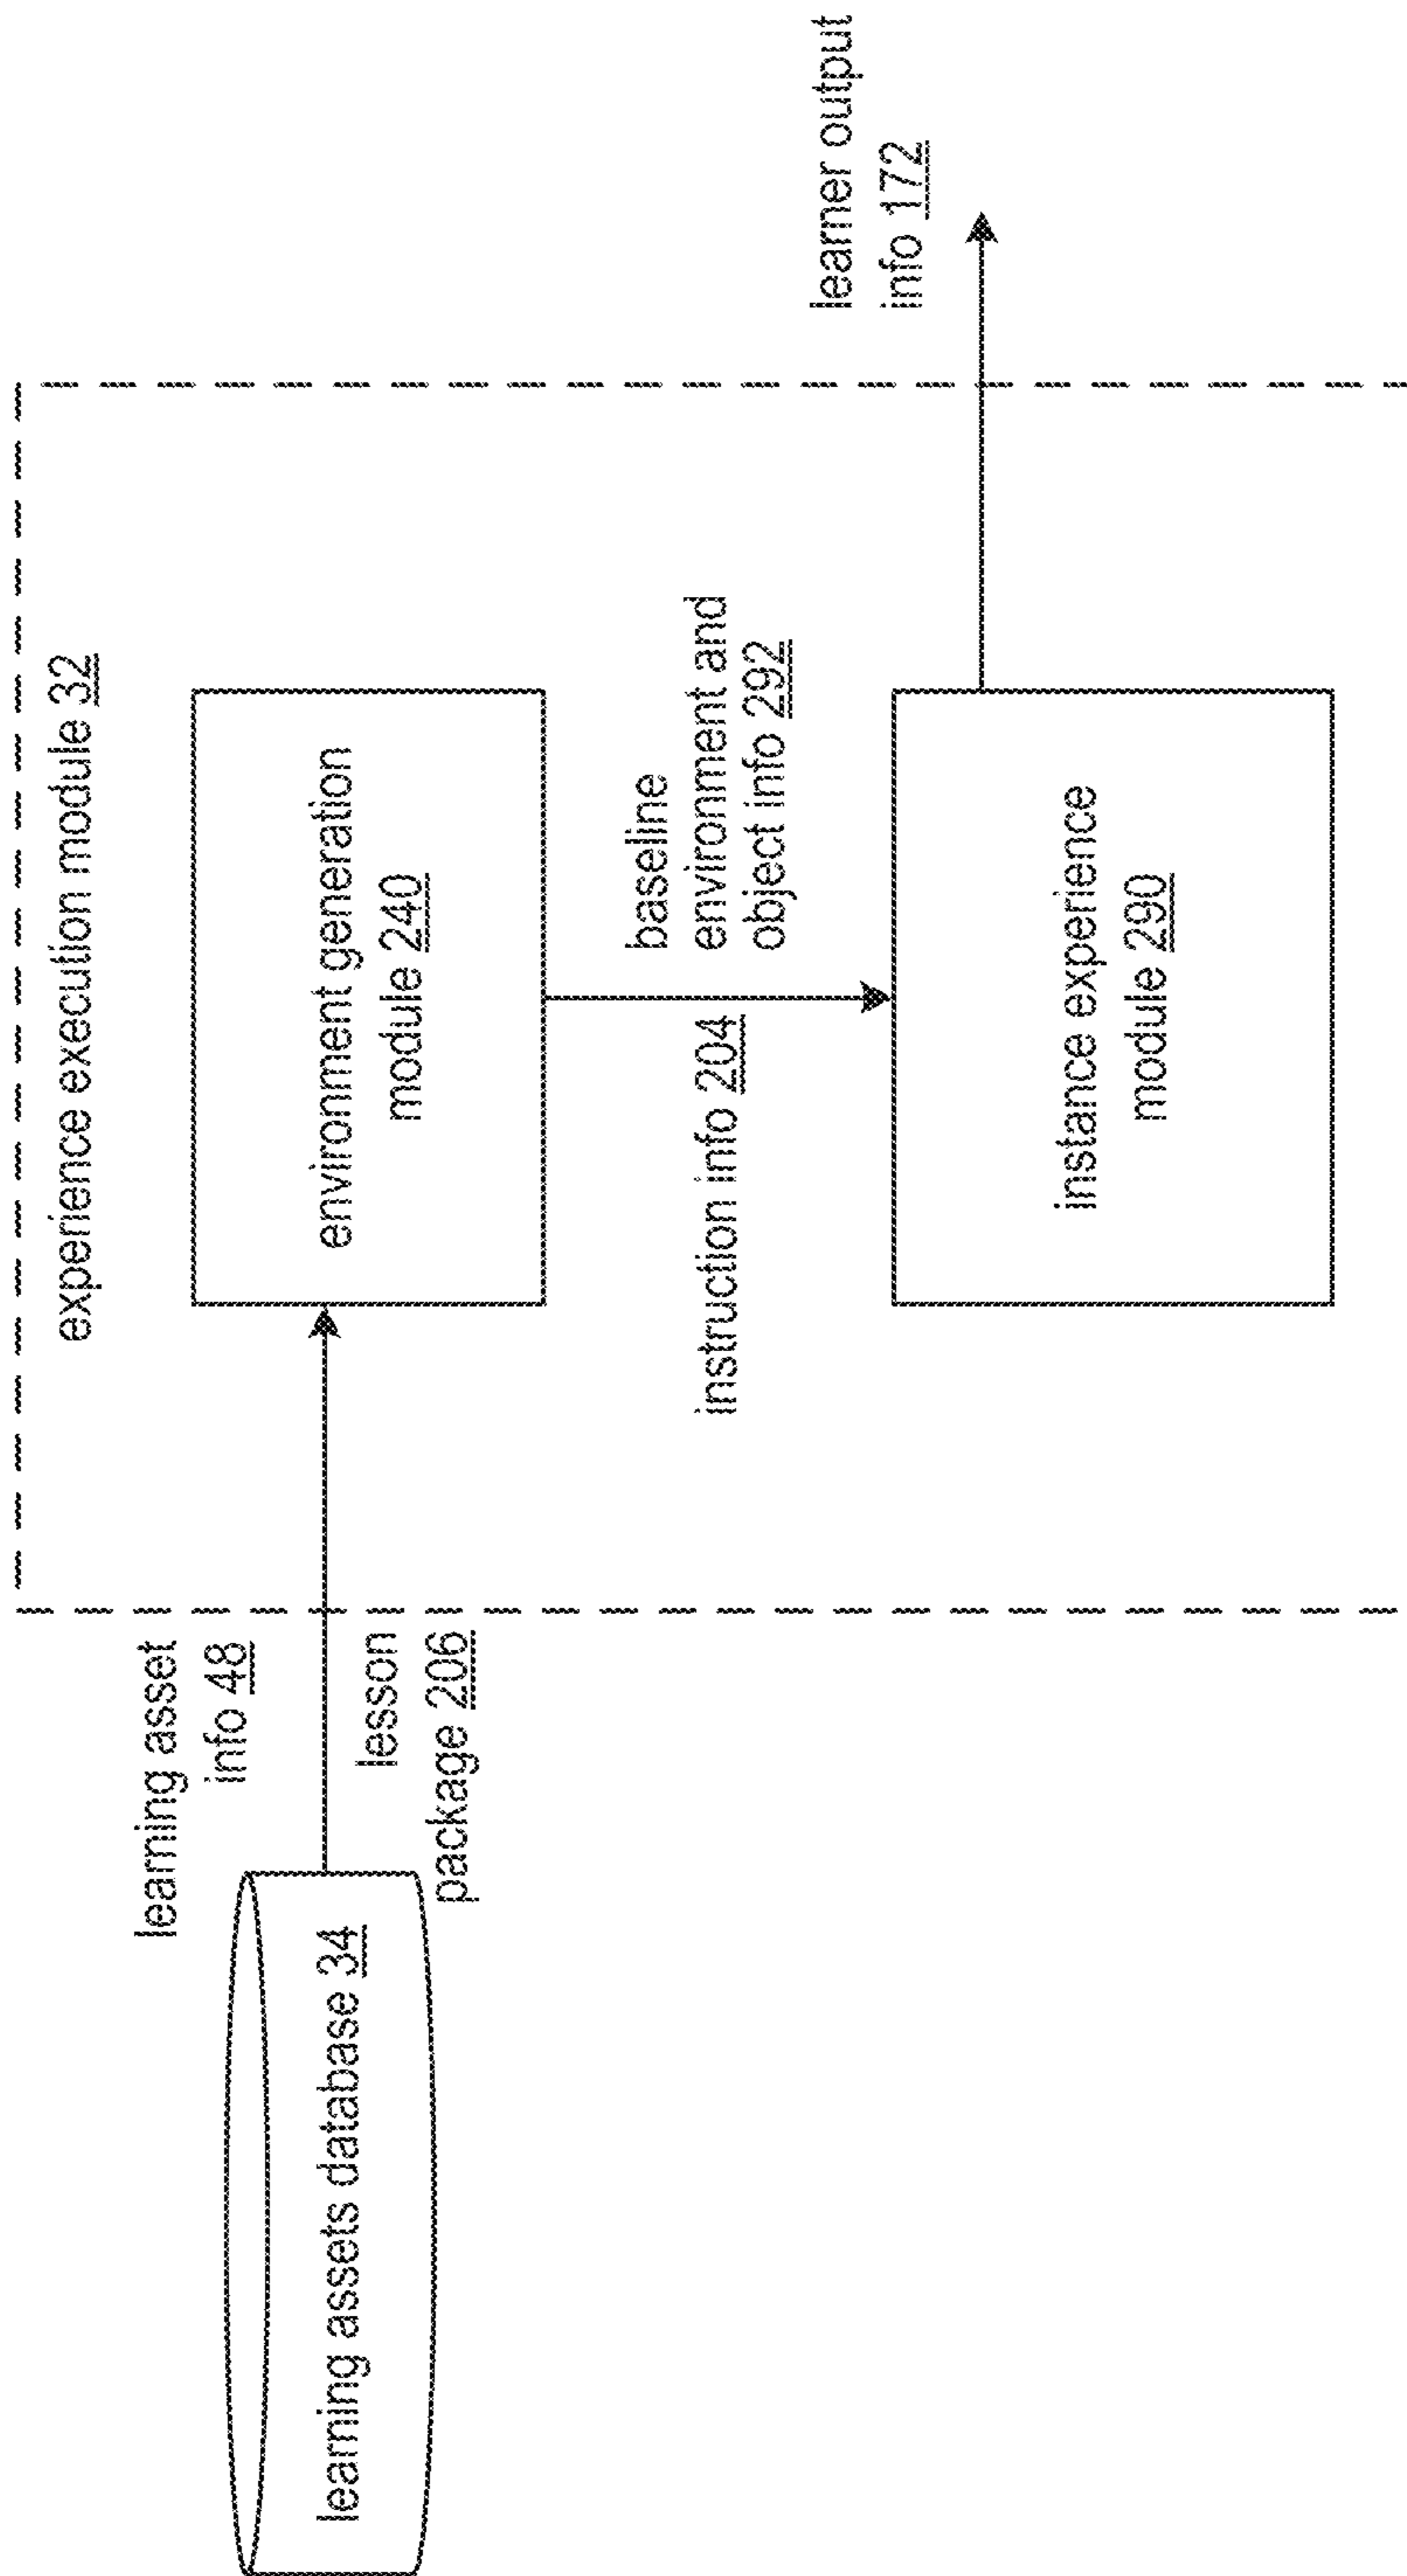 experience execution module 32
learning asset
info 48
learning assets database 34
lesson
package 206
environment generation
module 240
instruction info 204
baseline
environment and
object info 292
instance experience
module 290
learner output
info 172